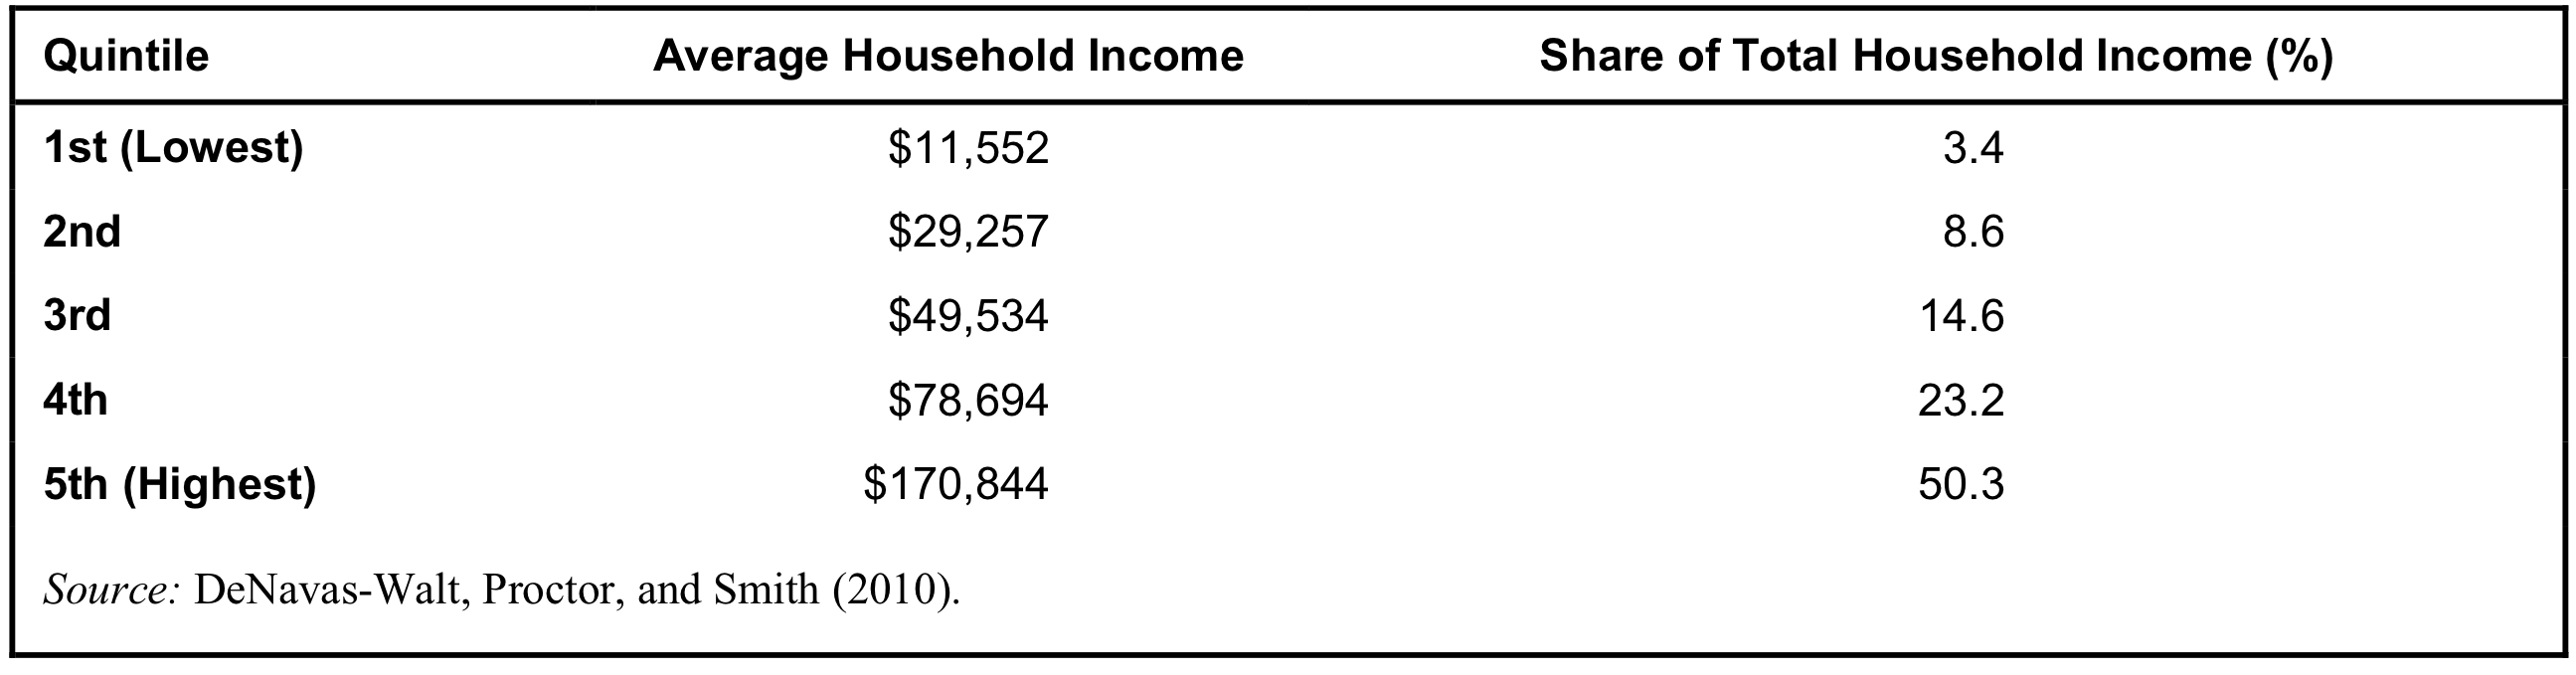 Quintile Average Household Income Share of Total Household Income (%)
1st (Lowest) $11,552 3.4
2nd $29,257 8.6
3rd $49,534 14.6
4th $78,694 23.2
5th (Highest) $170,844 50.3
Source: DeNavas-Walt, Proctor, and Smith (2010).